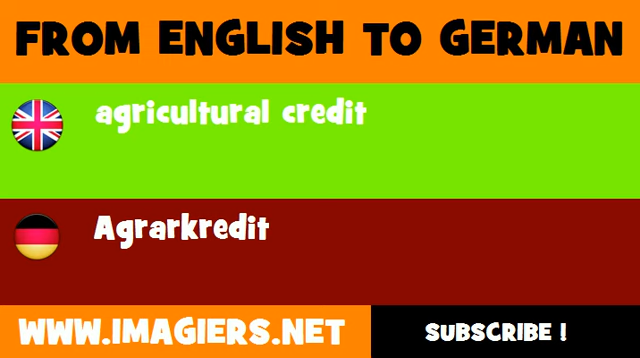 FROM ENGLISH TO GERMAN
agricultural credit
Agrarkredit
WWW.IMAGIERS.NET
SUBSCRIBE !